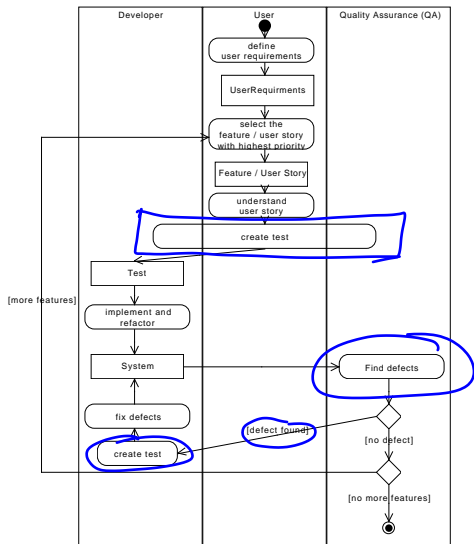 Developer
User
Quality Assurance (QA)
define
user requirements
UserRequirments
select the
feature / user story
with highest priority
Feature / User Story
understand
user story
create test
Test
[more features]
implement and
refactor
System
Find defects
fix defects
[defect found]
[no defect]
create test
[no more features]